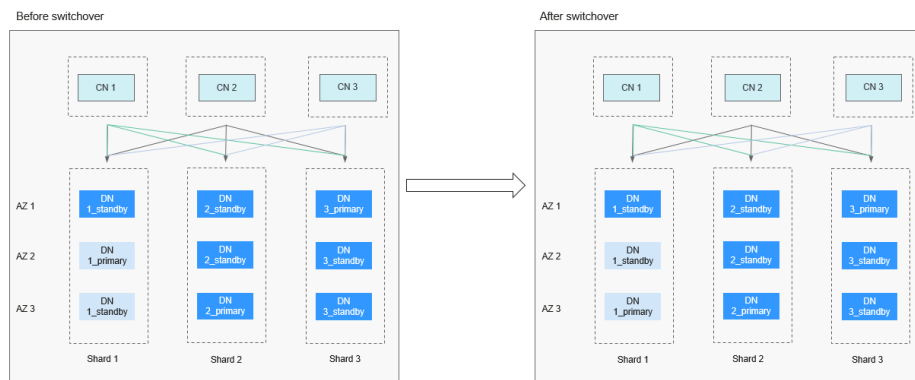 Before switchover
CN 1
CN 2
CN 3
AZ 1
DN
1_standby
DN
2_standby
DN
3_primary
AZ 2
DN
1_primary
DN
2_standby
DN
3_standby
AZ 3
DN
1_standby
DN
2_primary
DN
3_standby
Shard 1
Shard 2
Shard 3
After switchover
CN 1
CN 2
CN 3
AZ 1
DN
1_standby
DN
2_standby
DN
3_primary
AZ 2
DN
1_standby
DN
2_standby
DN
3_standby
AZ 3
DN
1_primary
DN
2_primary
DN
3_standby
Shard 1
Shard 2
Shard 3